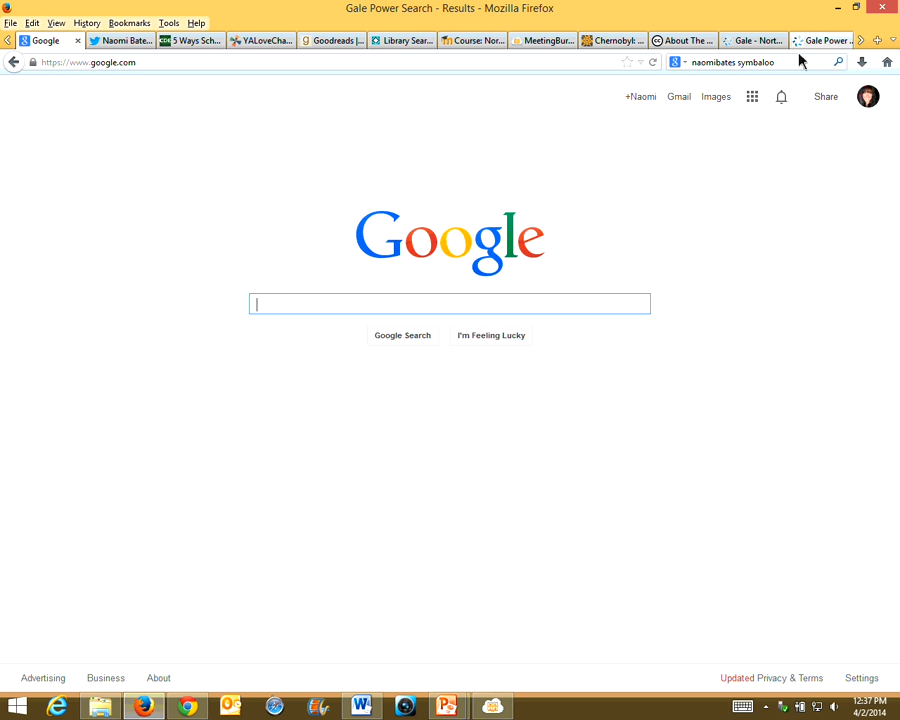 Gale Power Search - Results - Mozilla Firefox
File Edit View History Bookmarks Tools Help
Google Naomi Bate... 5 Ways Sch... YALoveCha... Goodreads |... Library Sear... Course: Nor... MeetingBur... Chernobyl: ... About The ... Gale - Nort... Gale Power ...
https://www.google.com naomibates symbaloo
+Naomi Gmail Images Share
Google
Google Search I'm Feeling Lucky
Advertising Business About Updated Privacy & Terms Settings
12:37 PM
4/2/2014